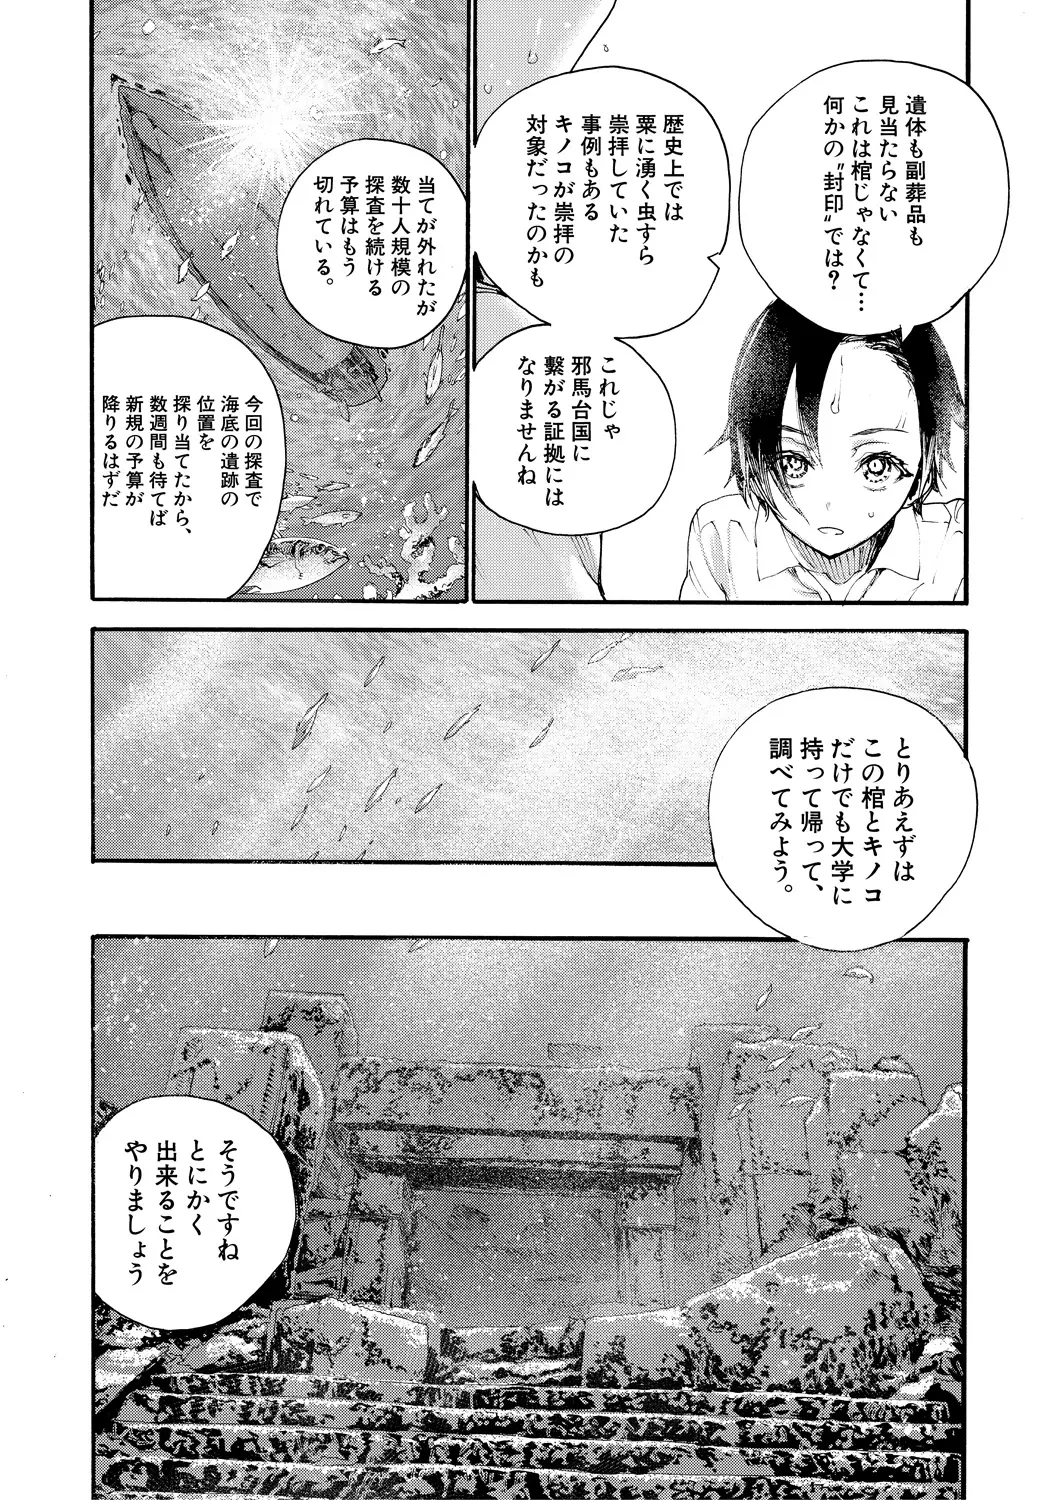 遺体も副葬品も
見当たらない
これは棺じゃなくて…
何かの〝封印〟では？
歴史上では
粟に湧く虫すら
崇拝していた
事例もある
キノコが崇拝の
対象だったのかも
これじゃ
邪馬台国に
繋がる証拠には
なりませんね
当てが外れたが
数十人規模の
探査を続ける
予算はもう
切れている。
今回の探査で
海底の遺跡の
位置を
探り当てたから、
数週間も待てば
新規の予算が
降りるはずだ
とりあえずは
この棺とキノコ
だけでも大学に
持って帰って、
調べてみよう。
そうですね
とにかく
出来ることを
やりましょう